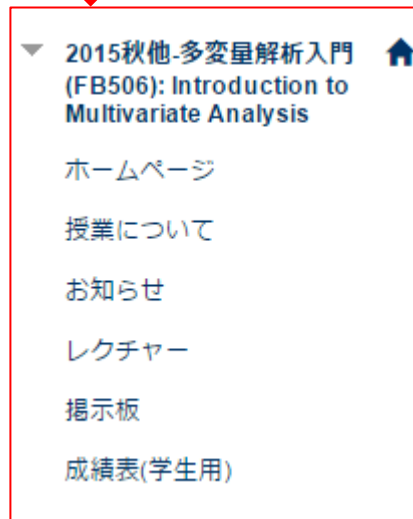 2015秋他-多変量解析入門
(FB506): Introduction to
Multivariate Analysis
ホームページ
授業について
お知らせ
レクチャー
掲示板
成績表(学生用)